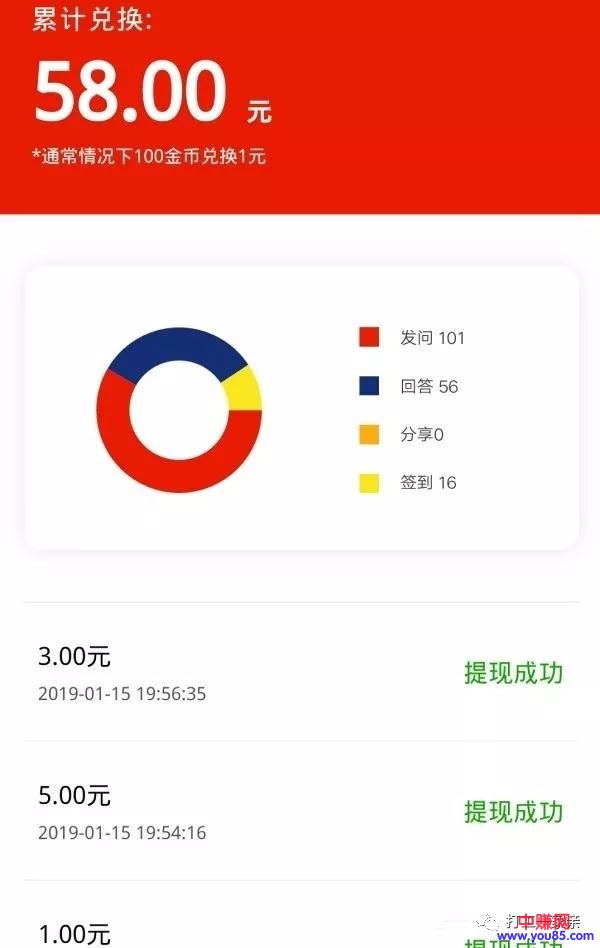 累计兑换:
58.00 元
*通常情况下100金币兑换1元
发问 101
回答 56
分享0
签到 16
3.00元
提现成功
2019-01-15 19:56:35
5.00元
提现成功
2019-01-15 19:54:16
1.00元
提现成功
中赚网
www.you85.com